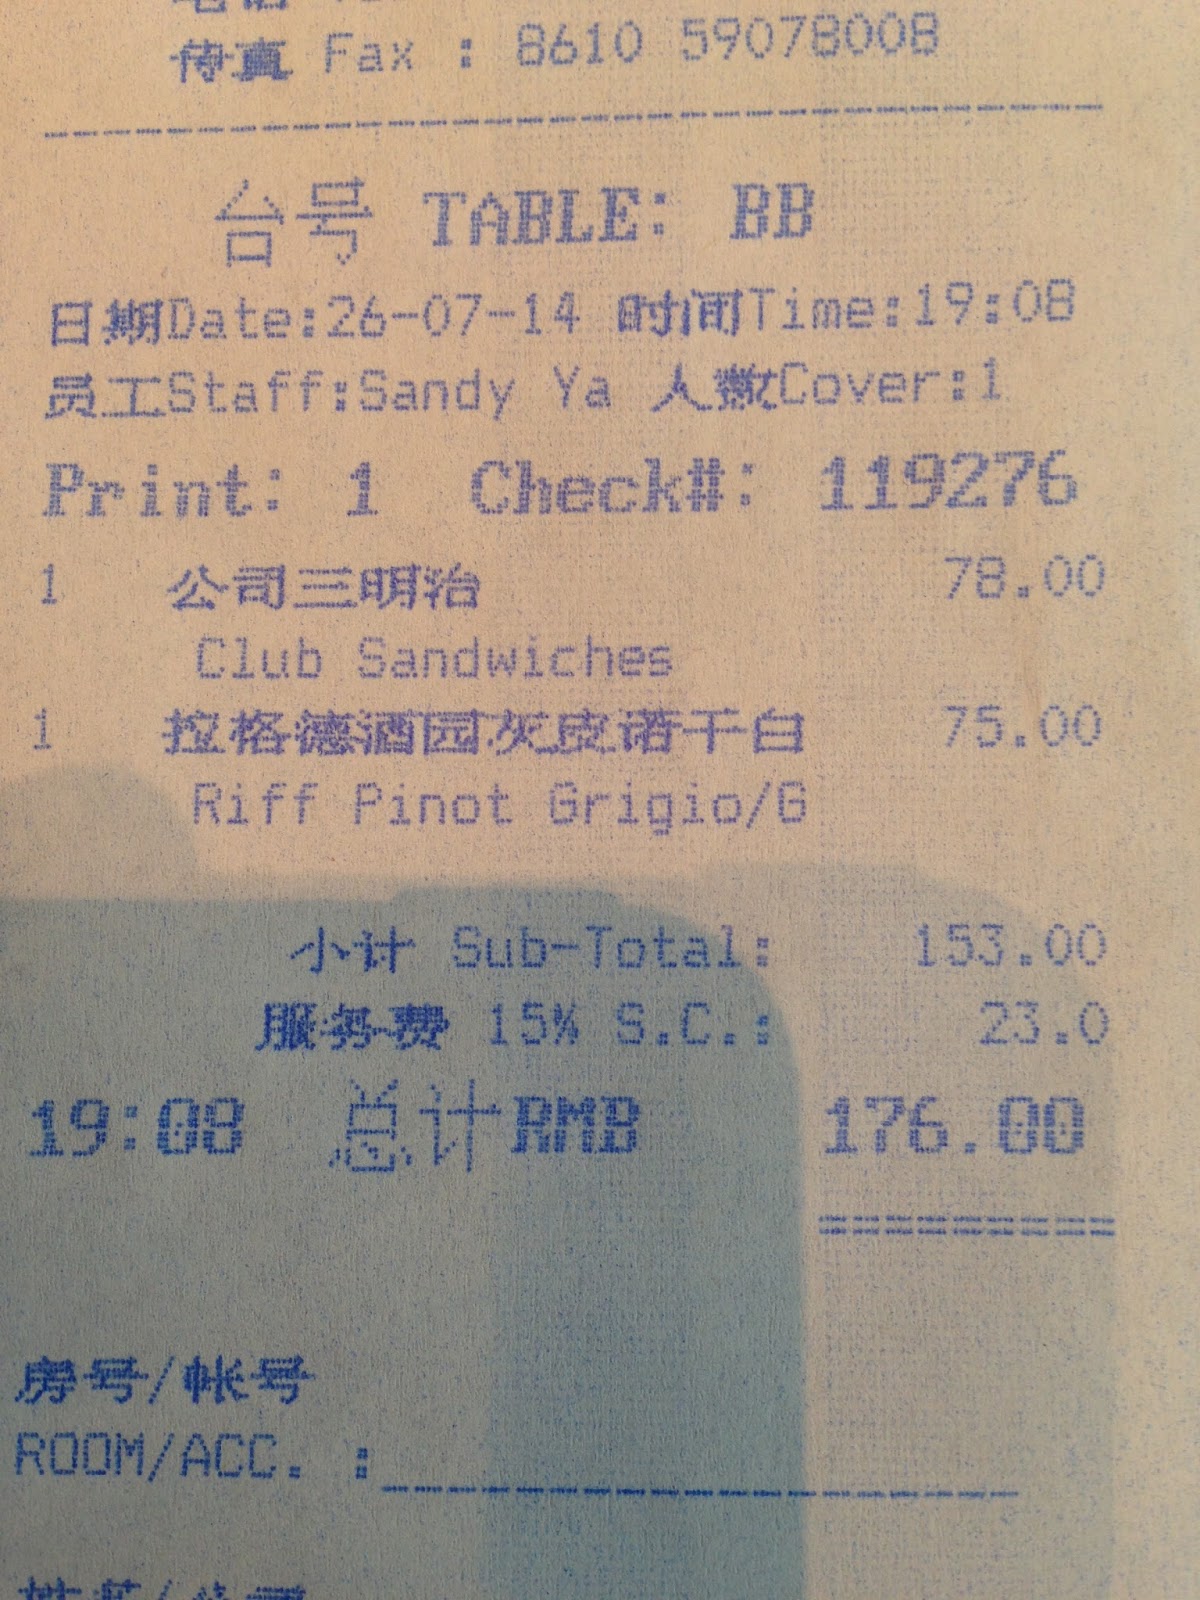 传真 Fax : 8610 59078008
台号 TABLE: BB
日期Date:26-07-14 时间Time:19:08
员工Staff:Sandy Ya 人数Cover:1
Print: 1 Check#: 119276
1 公司三明治 78.00
Club Sandwiches
1 拉格德酒园灰皮诺干白 75.00
Riff Pinot Grigio/G
小计 Sub-Total: 153.00
服务费 15% S.C.: 23.0
19:08 总计RMB 176.00
=========
房号/帐号
ROOM/ACC. :